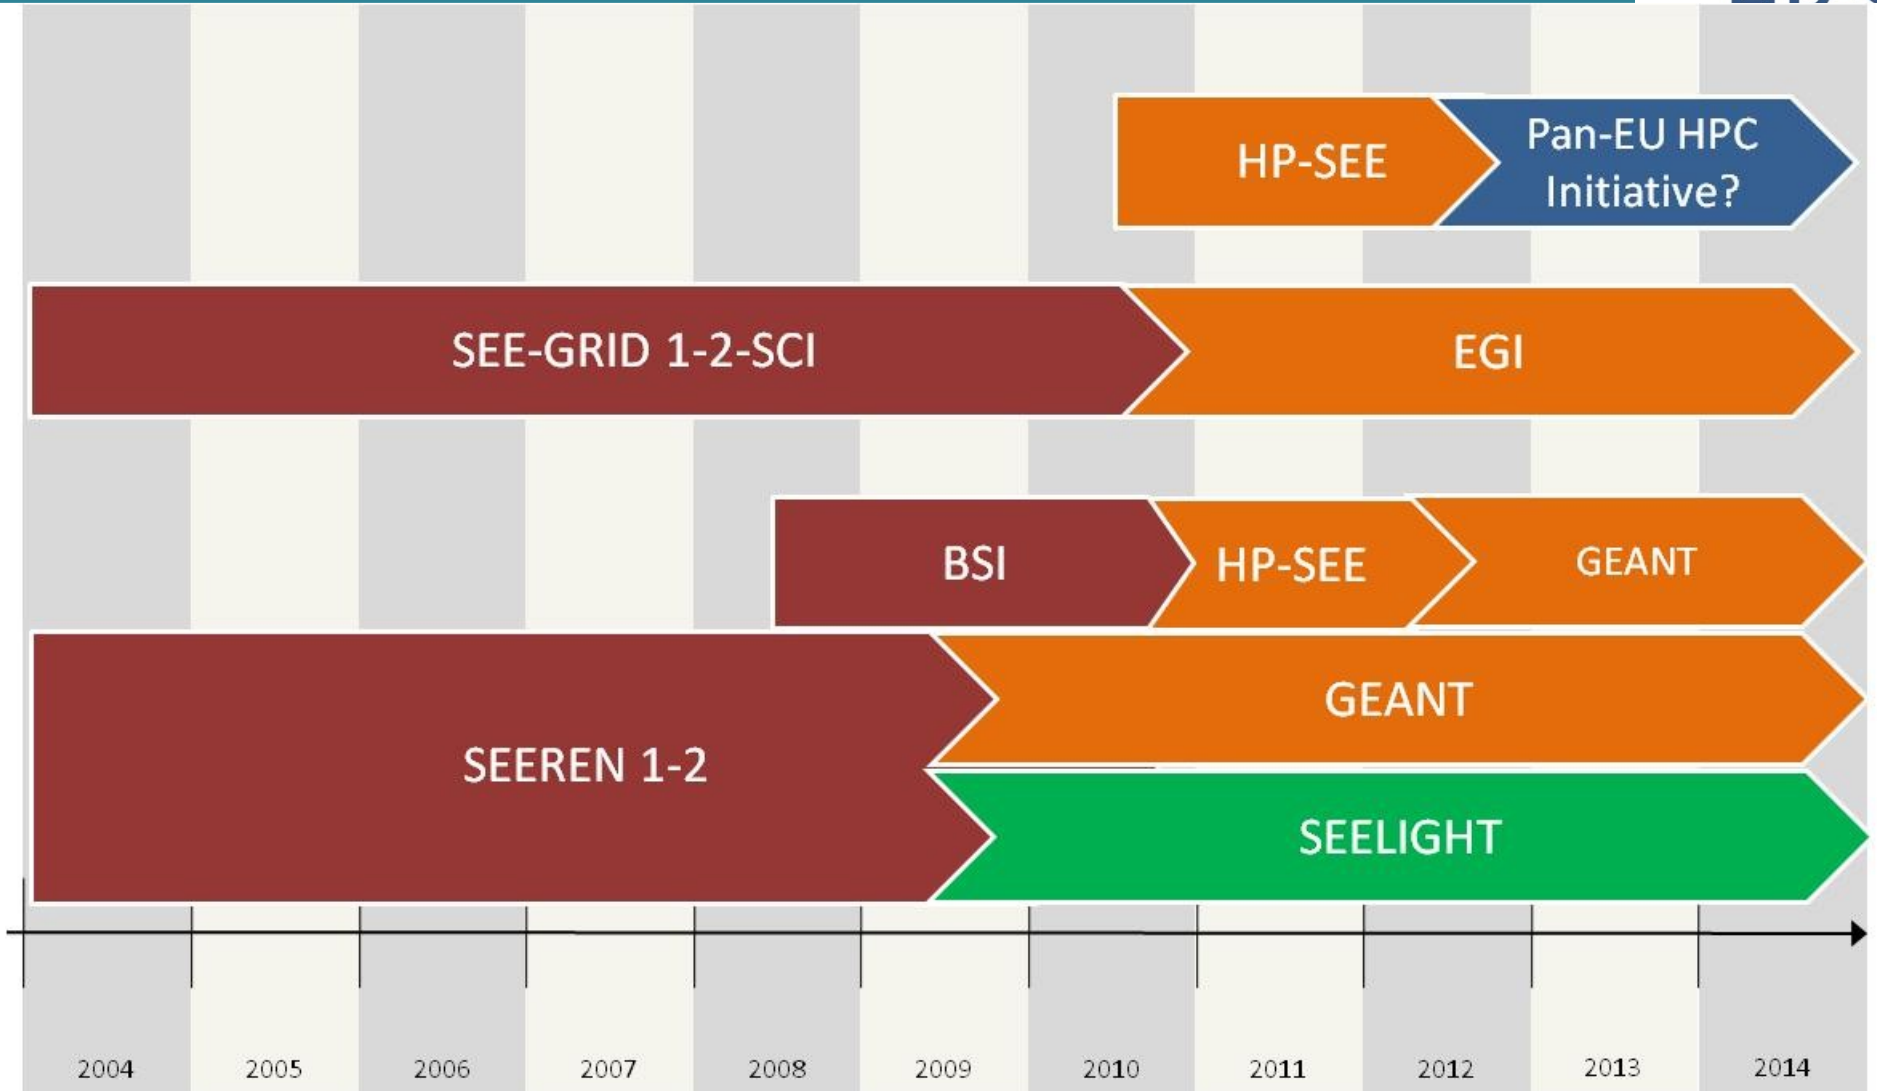 HP-SEE
Pan-EU HPC
Initiative?
SEE-GRID 1-2-SCI
EGI
BSI
HP-SEE
GEANT
GEANT
SEEREN 1-2
SEELIGHT
2004 2005 2006 2007 2008 2009 2010 2011 2012 2013 2014